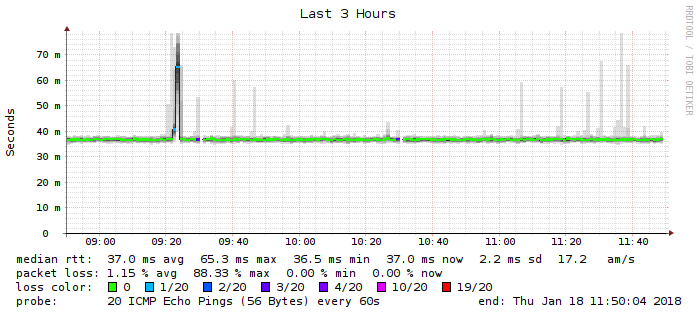 Last 3 Hours
RRDTOOL / TOBI OETIKER
Seconds
70 m
60 m
50 m
40 m
30 m
20 m
10 m
0
09:00 09:20 09:40 10:00 10:20 10:40 11:00 11:20 11:40
median rtt: 37.0 ms avg 65.3 ms max 36.5 ms min 37.0 ms now 2.2 ms sd 17.2 am/s
packet loss: 1.15 % avg 88.33 % max 0.00 % min 0.00 % now
loss color: 0 1/20 2/20 3/20 4/20 10/20 19/20
probe: 20 ICMP Echo Pings (56 Bytes) every 60s end: Thu Jan 18 11:50:04 2018